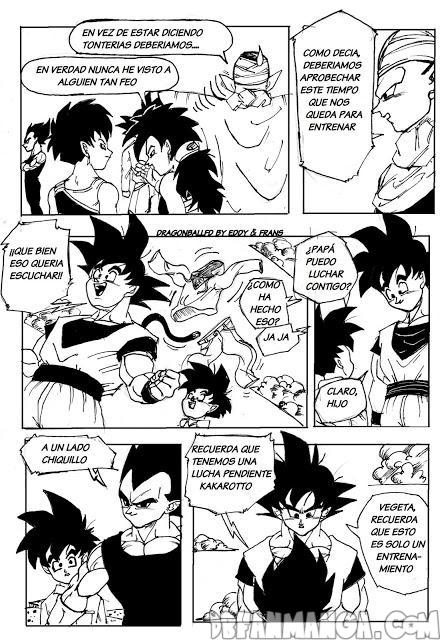 EN VEZ DE ESTAR DICIENDO
TONTERIAS DEBERIAMOS....
EN VERDAD NUNCA HE VISTO A
ALGUIEN TAN FEO
COMO DECIA,
DEBERIAMOS
APROBECHAR
ESTE TIEMPO
QUE NOS
QUEDA PARA
ENTRENAR
DRAGONBALLFD BY EDDY & FRANS
¡¡QUE BIEN
ESO QUERIA
ESCUCHAR!!
¿COMO
HA
HECHO
ESO?
JA JA
¿PAPÁ
PUEDO
LUCHAR
CONTIGO?
CLARO,
HIJO
A UN LADO
CHIQUILLO
RECUERDA QUE
TENEMOS UNA
LUCHA PENDIENTE
KAKAROTTO
VEGETA,
RECUERDA
QUE ESTO
ES SOLO UN
ENTRENA-
MIENTO
DBFANMANGA.COM